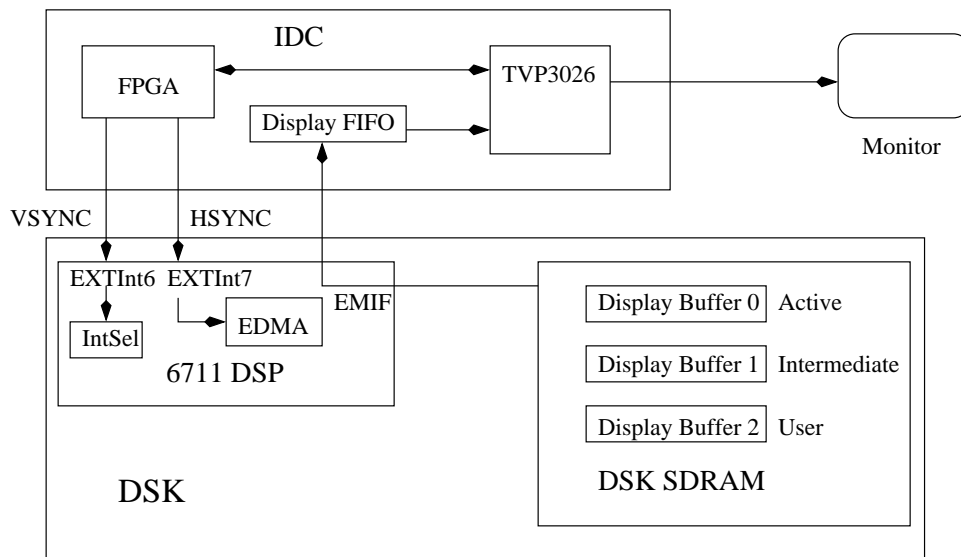 IDC
FPGA
TVP3026
Display FIFO
Monitor
VSYNC
HSYNC
EXTInt6
EXTInt7
EMIF
IntSel
EDMA
6711 DSP
Display Buffer 0
Active
Display Buffer 1
Intermediate
Display Buffer 2
User
DSK SDRAM
DSK